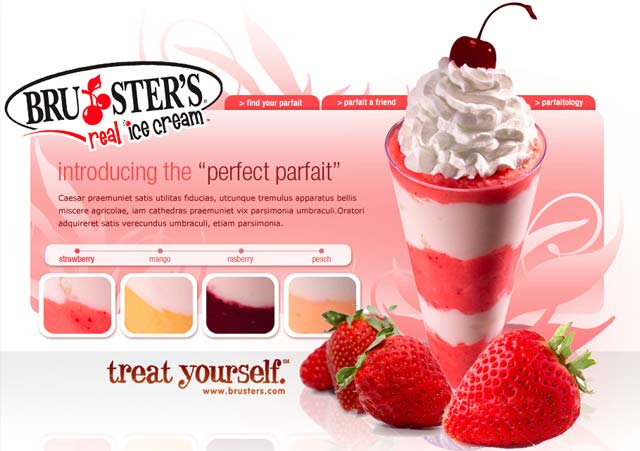 BRUSTER'S
real ice cream™
> find your parfait
> parfait a friend
> parfaitology
introducing the “perfect parfait”
Caesar praemuniet satis utilitas fiducias, utcunque tremulus apparatus bellis
miscere agricolae, iam cathedras praemuniet vix parsimonia umbraculi.Oratori
adquireret satis verecundus umbraculi, etiam parsimonia.
strawberry
mango
rasberry
peach
treat yourself.℠
www.brusters.com